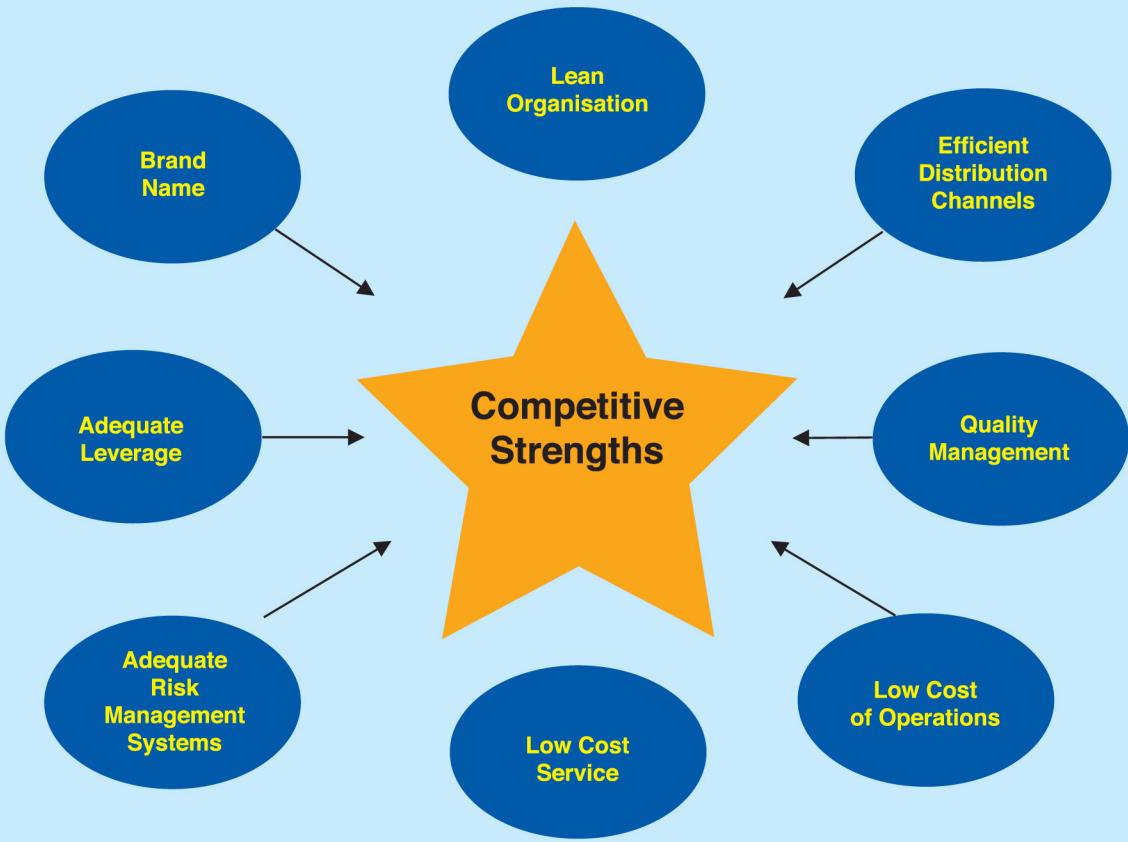 Lean
Organisation
Brand
Name
Efficient
Distribution
Channels
Competitive
Strengths
Adequate
Leverage
Quality
Management
Adequate
Risk
Management
Systems
Low Cost
Service
Low Cost
of Operations